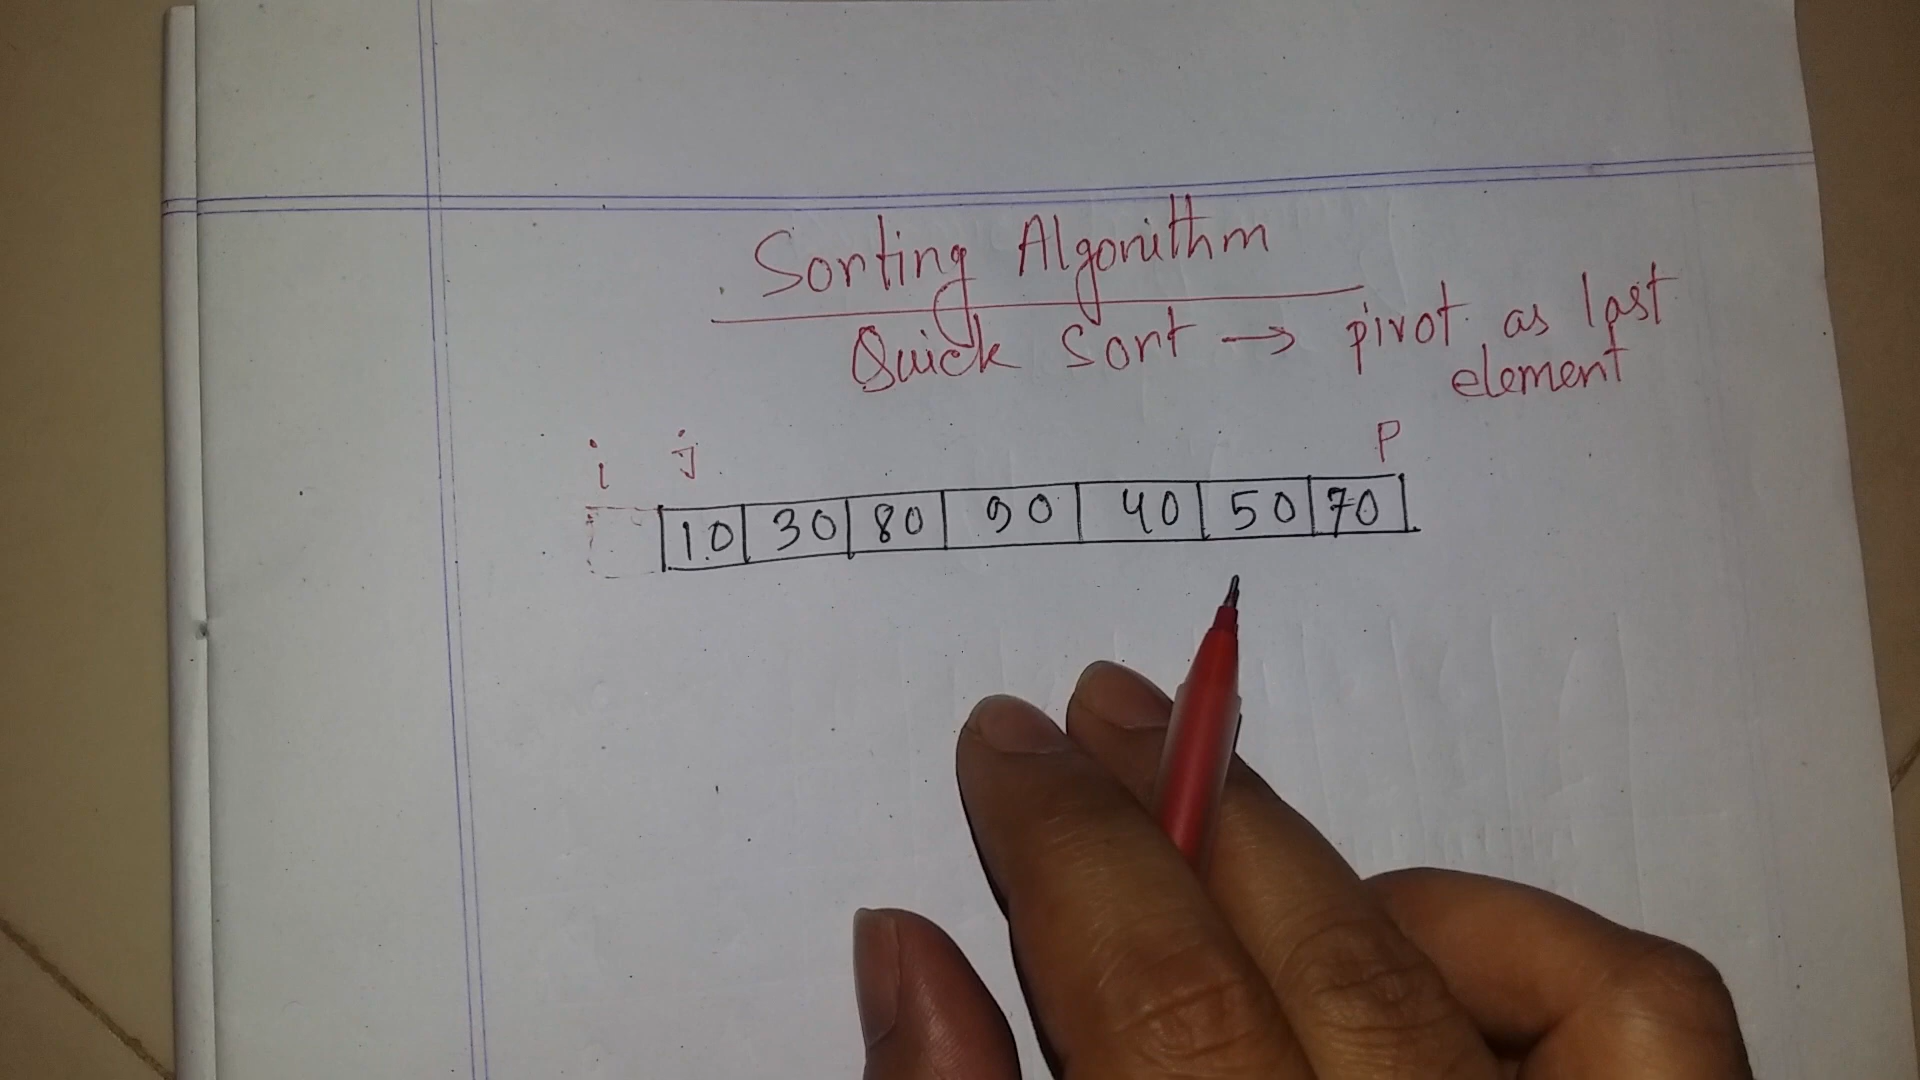 Sorting Algorithm
Quick Sort → pivot as last
element
i j P
10 30 80 90 40 50 70